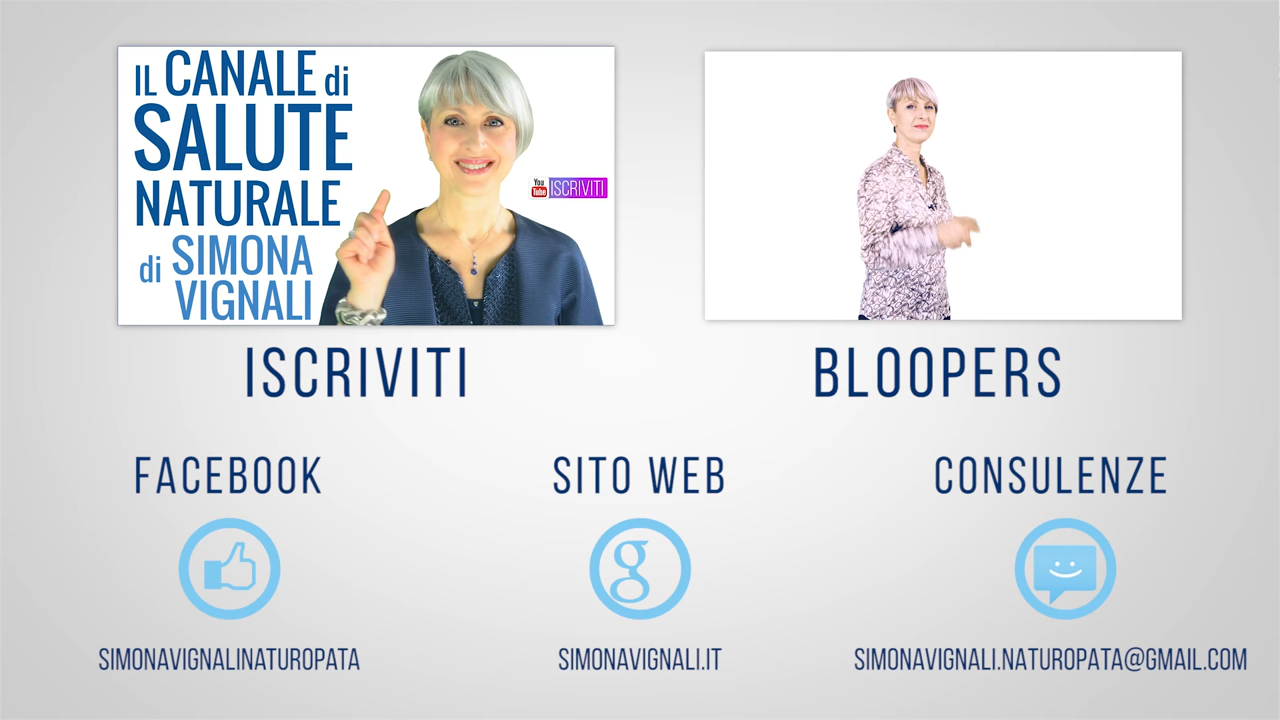 IL CANALE di
SALUTE
NATURALE
di SIMONA
VIGNALI
You
Tube ISCRIVITI
ISCRIVITI
BLOOPERS
FACEBOOK
SITO WEB
CONSULENZE
g
SIMONAVIGNALINATUROPATA
SIMONAVIGNALI.IT
SIMONAVIGNALI.NATUROPATA@GMAIL.COM